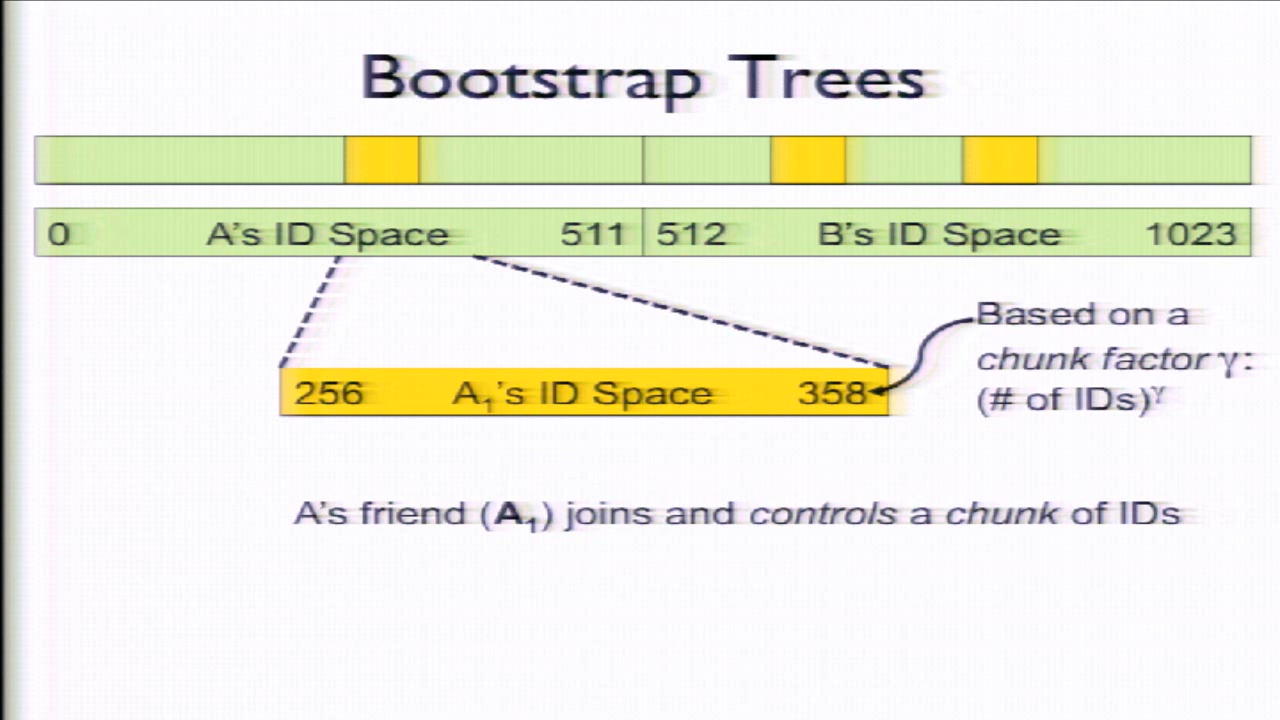 Bootstrap Trees
0 A's ID Space 511 512 B's ID Space 1023
Based on a
chunk factor γ:
(# of IDs)^γ
256 A₁'s ID Space 358
A's friend (A₁) joins and controls a chunk of IDs